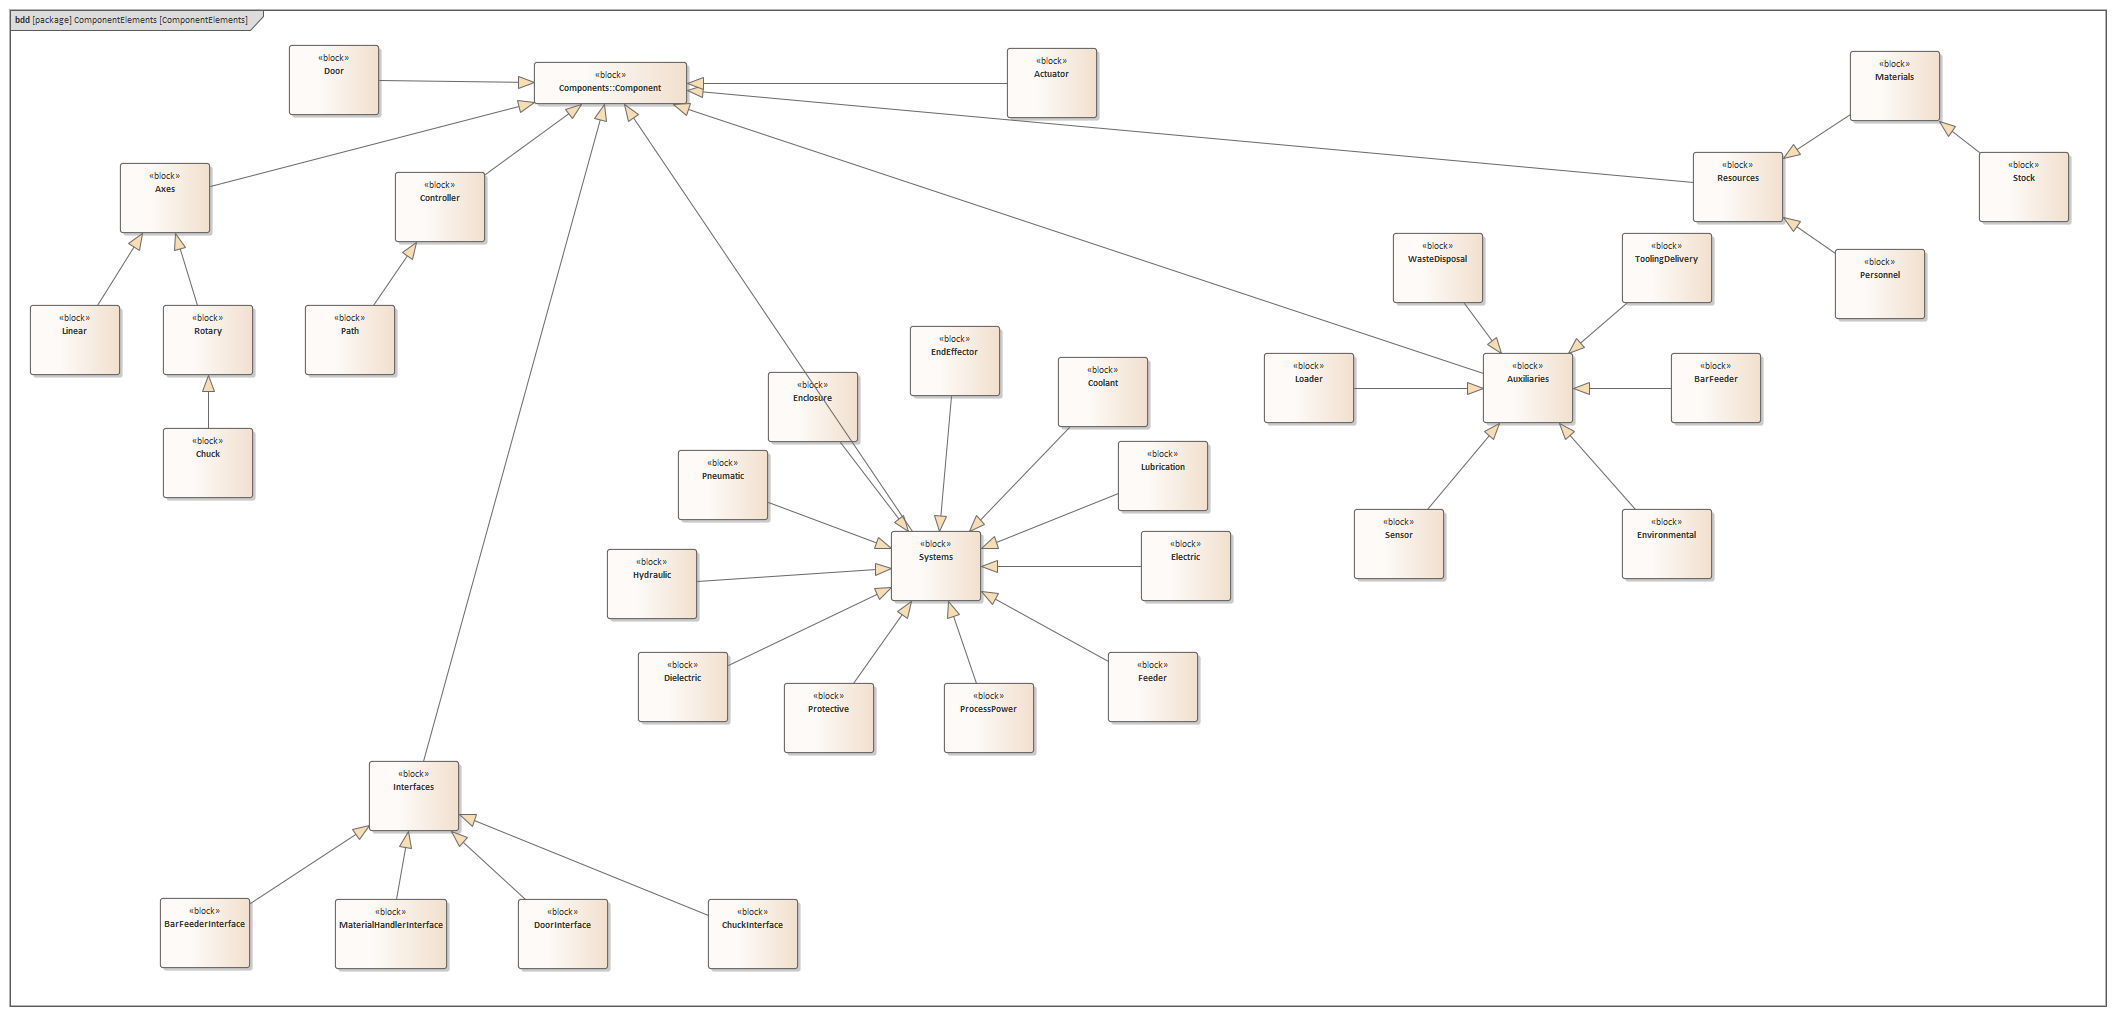 bdd [package] ComponentElements [ComponentElements]
«block»
Door
«block»
Components::Component
«block»
Actuator
«block»
Materials
«block»
Axes
«block»
Controller
«block»
Resources
«block»
Stock
«block»
WasteDisposal
«block»
ToolingDelivery
«block»
Personnel
«block»
Linear
«block»
Rotary
«block»
Path
«block»
EndEffector
«block»
Coolant
«block»
Enclosure
«block»
Loader
«block»
Auxiliaries
«block»
BarFeeder
«block»
Chuck
«block»
Pneumatic
«block»
Lubrication
«block»
Systems
«block»
Electric
«block»
Hydraulic
«block»
Sensor
«block»
Environmental
«block»
Dielectric
«block»
Protective
«block»
ProcessPower
«block»
Feeder
«block»
Interfaces
«block»
BarFeederInterface
«block»
MaterialHandlerInterface
«block»
DoorInterface
«block»
ChuckInterface